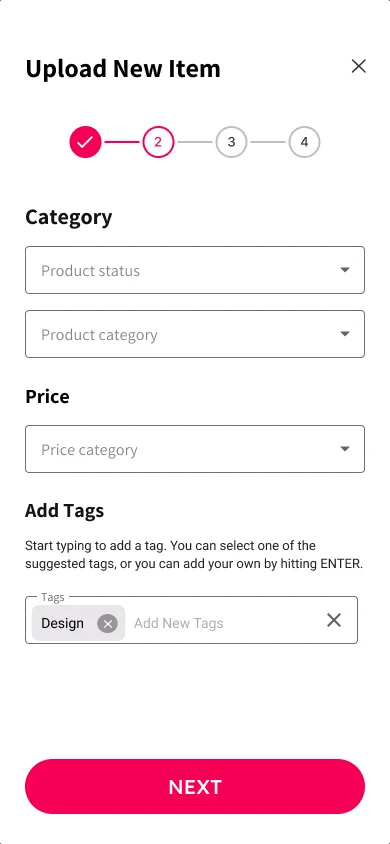 Upload New Item
2 3 4
Category
Product status
Product category
Price
Price category
Add Tags
Start typing to add a tag. You can select one of the
suggested tags, or you can add your own by hitting ENTER.
Tags
Design Add New Tags
NEXT